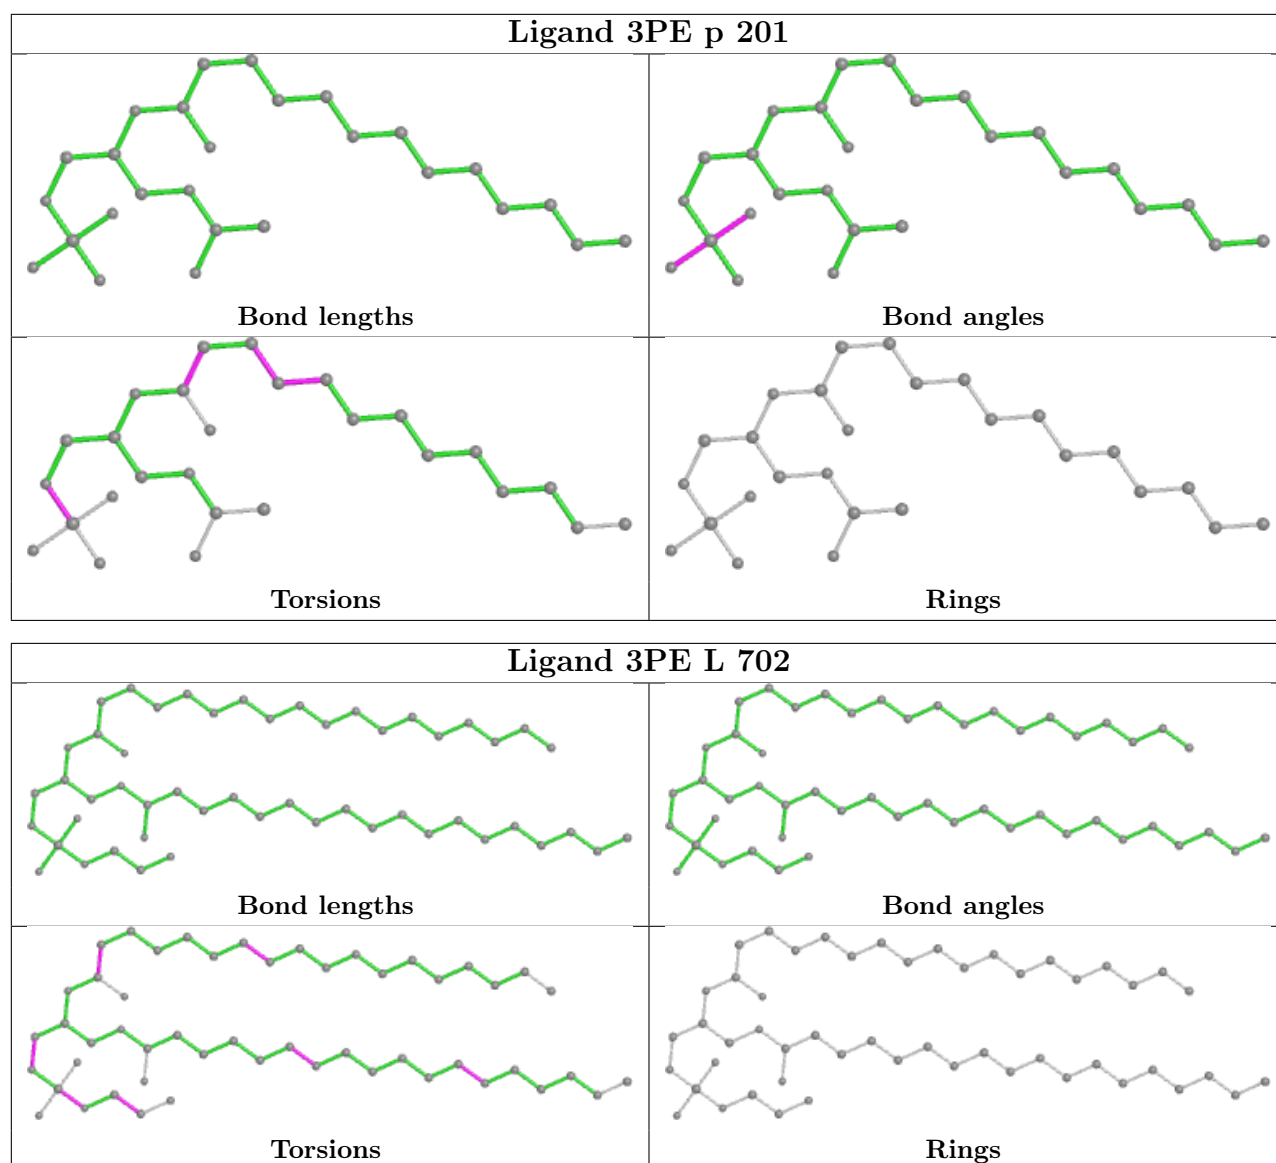 Ligand 3PE p 201
Bond lengths
Bond angles
Torsions
Rings
Ligand 3PE L 702
Bond lengths
Bond angles
Torsions
Rings